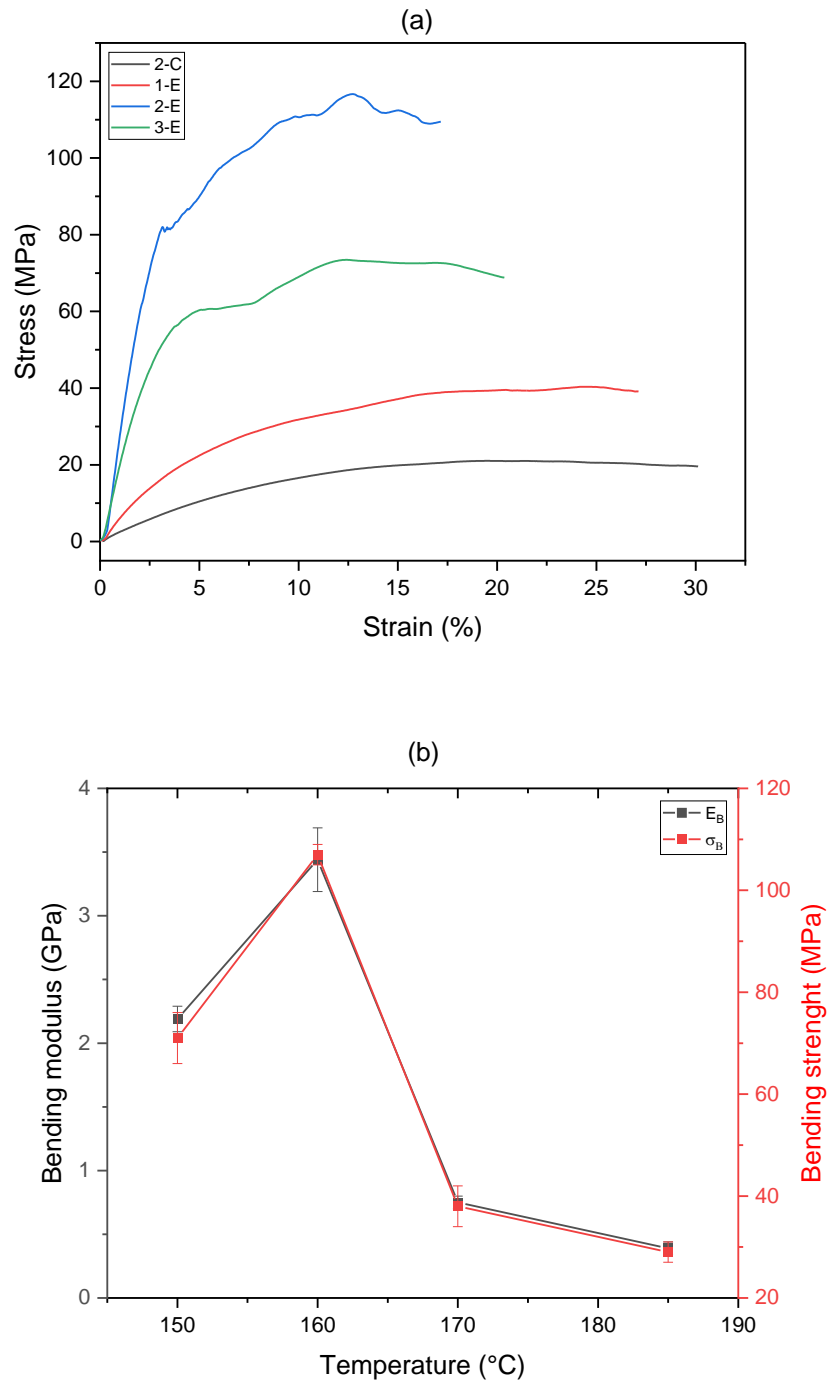 (a)
2-C
1-E
2-E
3-E
120
100
80
60
40
20
0
Stress (MPa)
0 5 10 15 20 25 30
Strain (%)
(b)
4
3
2
1
0
Bending modulus (GPa)
E_B
σ_B
120
100
80
60
40
20
Bending strenght (MPa)
150 160 170 180 190
Temperature (°C)